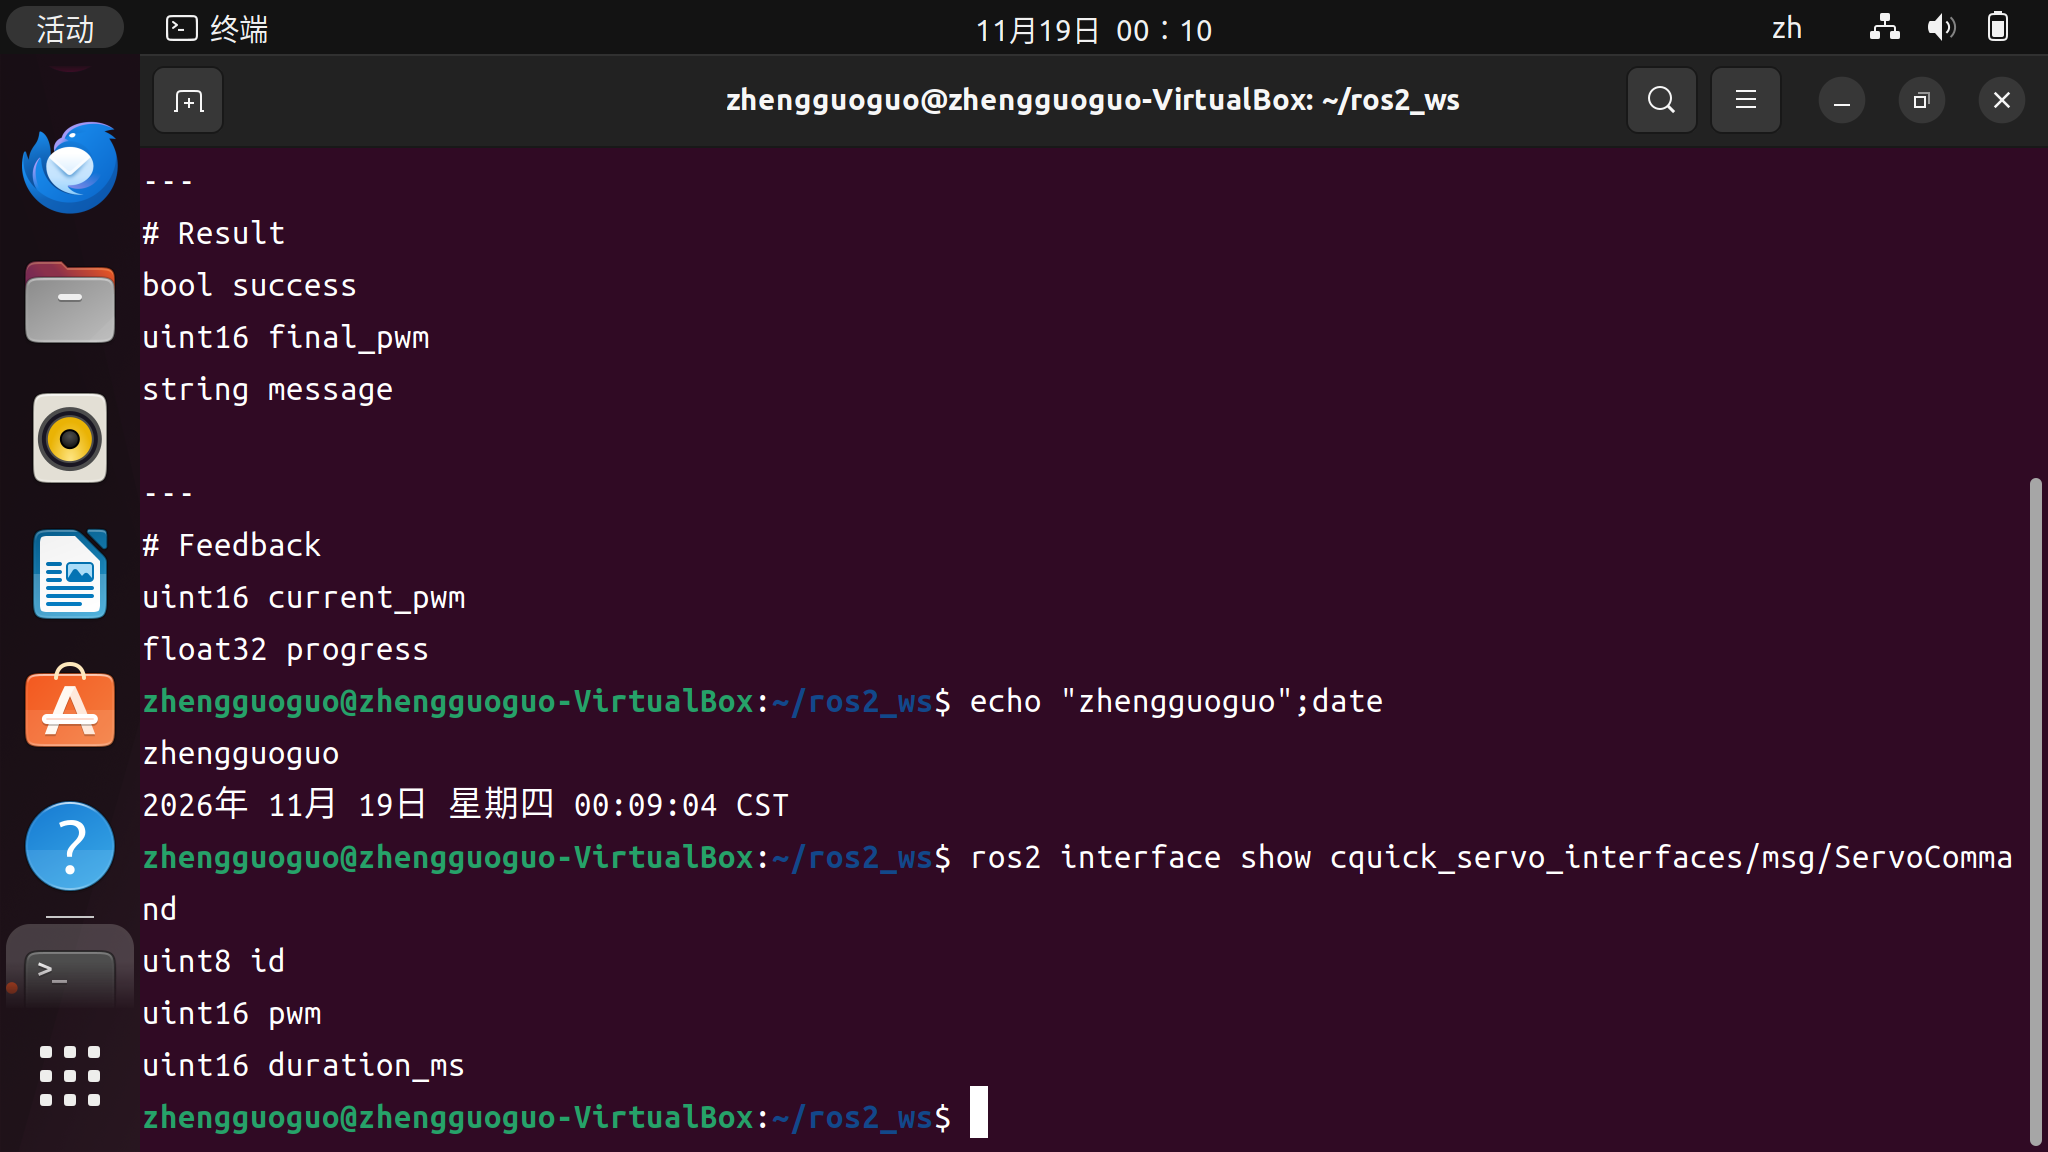 活动
终端
11月19日 00：10
zh
zhengguoguo@zhengguoguo-VirtualBox: ~/ros2_ws
---
# Result
bool success
uint16 final_pwm
string message
---
# Feedback
uint16 current_pwm
float32 progress
zhengguoguo@zhengguoguo-VirtualBox:~/ros2_ws$ echo "zhengguoguo";date
zhengguoguo
2026年 11月 19日 星期四 00:09:04 CST
zhengguoguo@zhengguoguo-VirtualBox:~/ros2_ws$ ros2 interface show cquick_servo_interfaces/msg/ServoComma
nd
uint8 id
uint16 pwm
uint16 duration_ms
zhengguoguo@zhengguoguo-VirtualBox:~/ros2_ws$